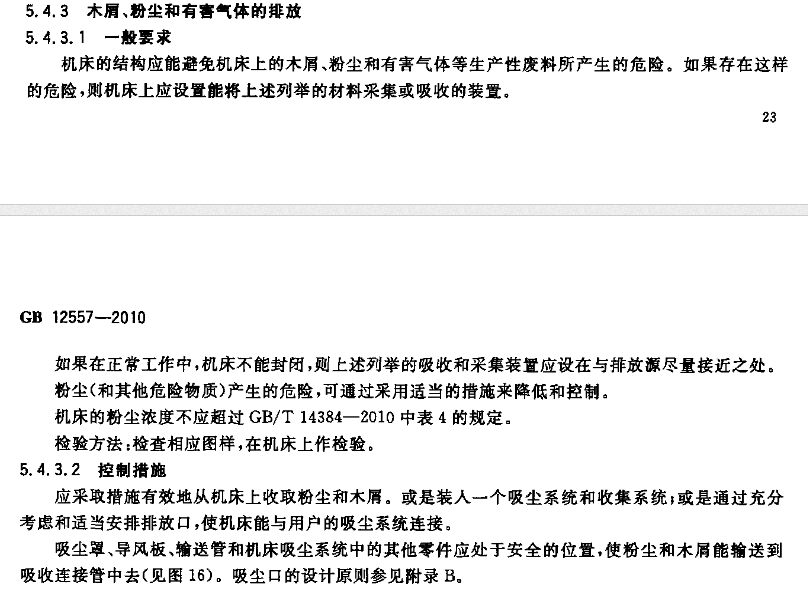 5.4.3 木屑、粉尘和有害气体的排放
5.4.3.1 一般要求
机床的结构应能避免机床上的木屑、粉尘和有害气体等生产性废料所产生的危险。如果存在这样
的危险,则机床上应设置能将上述列举的材料采集或吸收的装置。
23
GB 12557—2010
如果在正常工作中,机床不能封闭,则上述列举的吸收和采集装置应设在与排放源尽量接近之处。
粉尘(和其他危险物质)产生的危险,可通过采用适当的措施来降低和控制。
机床的粉尘浓度不应超过 GB/T 14384—2010 中表 4 的规定。
检验方法:检查相应图样,在机床上作检验。
5.4.3.2 控制措施
应采取措施有效地从机床上收取粉尘和木屑。或是装人一个吸尘系统和收集系统;或是通过充分
考虑和适当安排排放口,使机床能与用户的吸尘系统连接。
吸尘罩、导风板、输送管和机床吸尘系统中的其他零件应处于安全的位置,使粉尘和木屑能输送到
吸收连接管中去(见图 16)。吸尘口的设计原则参见附录 B。